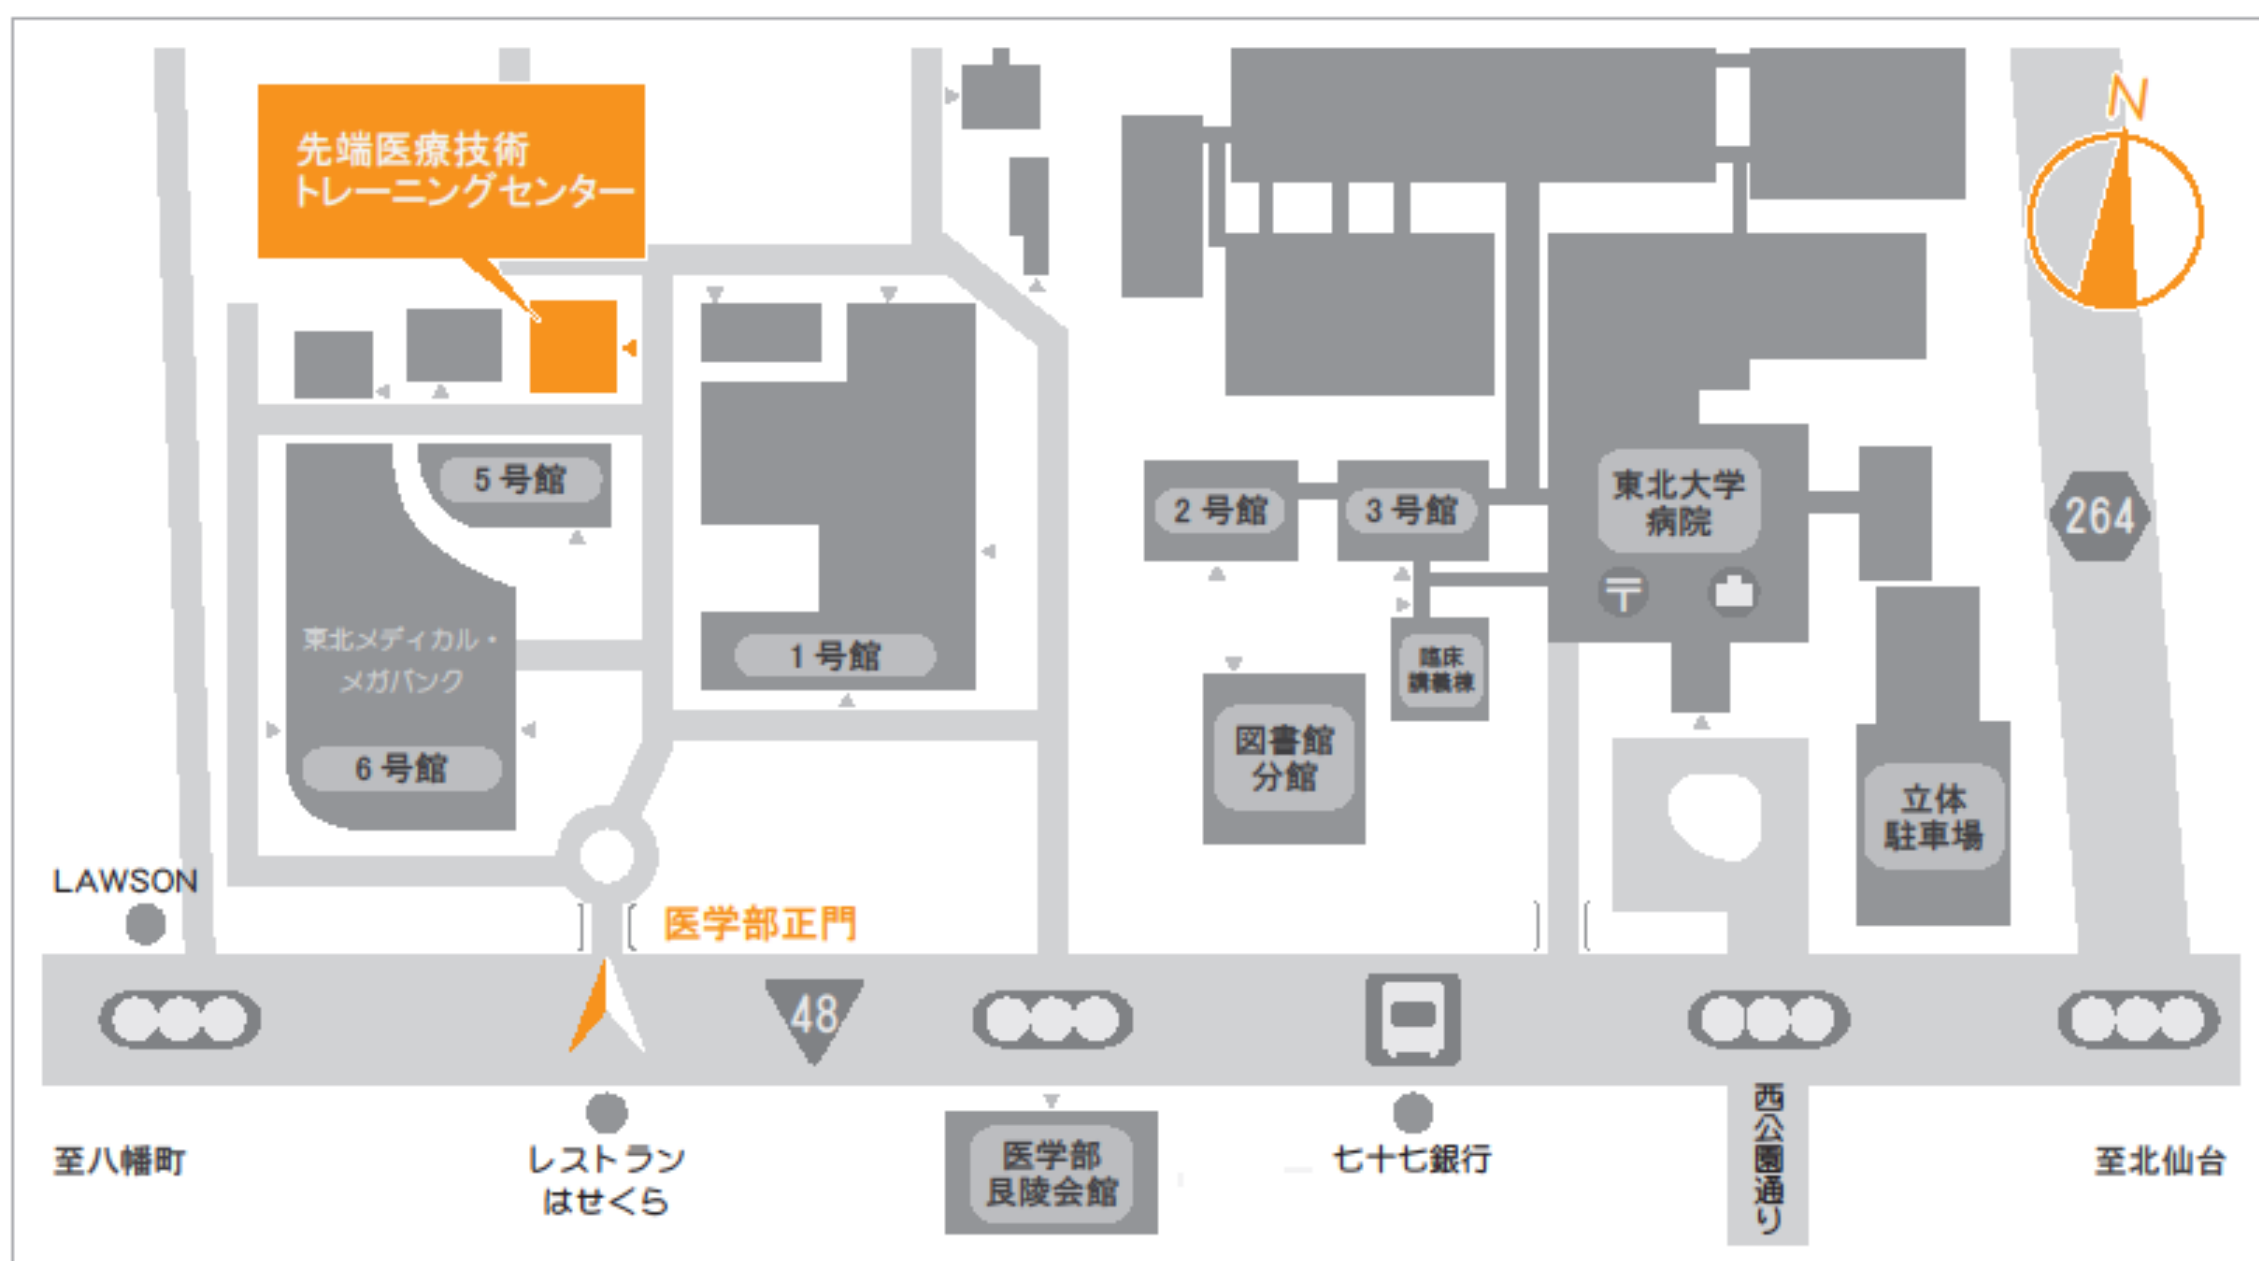 N
先端医療技術
トレーニングセンター
5 号館
2 号館
3 号館
東北大学
病院
264
〒
東北メディカル・
メガバンク
1 号館
臨床
講義棟
6 号館
図書館
分館
立体
駐車場
LAWSON
医学部正門
48
至八幡町
レストラン
はせくら
医学部
艮陵会館
七十七銀行
西公園通り
至北仙台